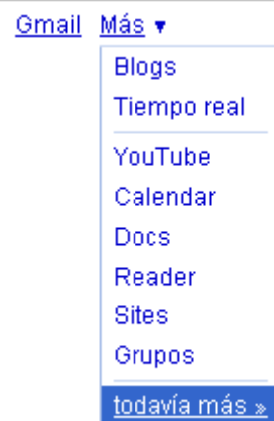 Gmail Más ▼
Blogs
Tiempo real
YouTube
Calendar
Docs
Reader
Sites
Grupos
todavía más »